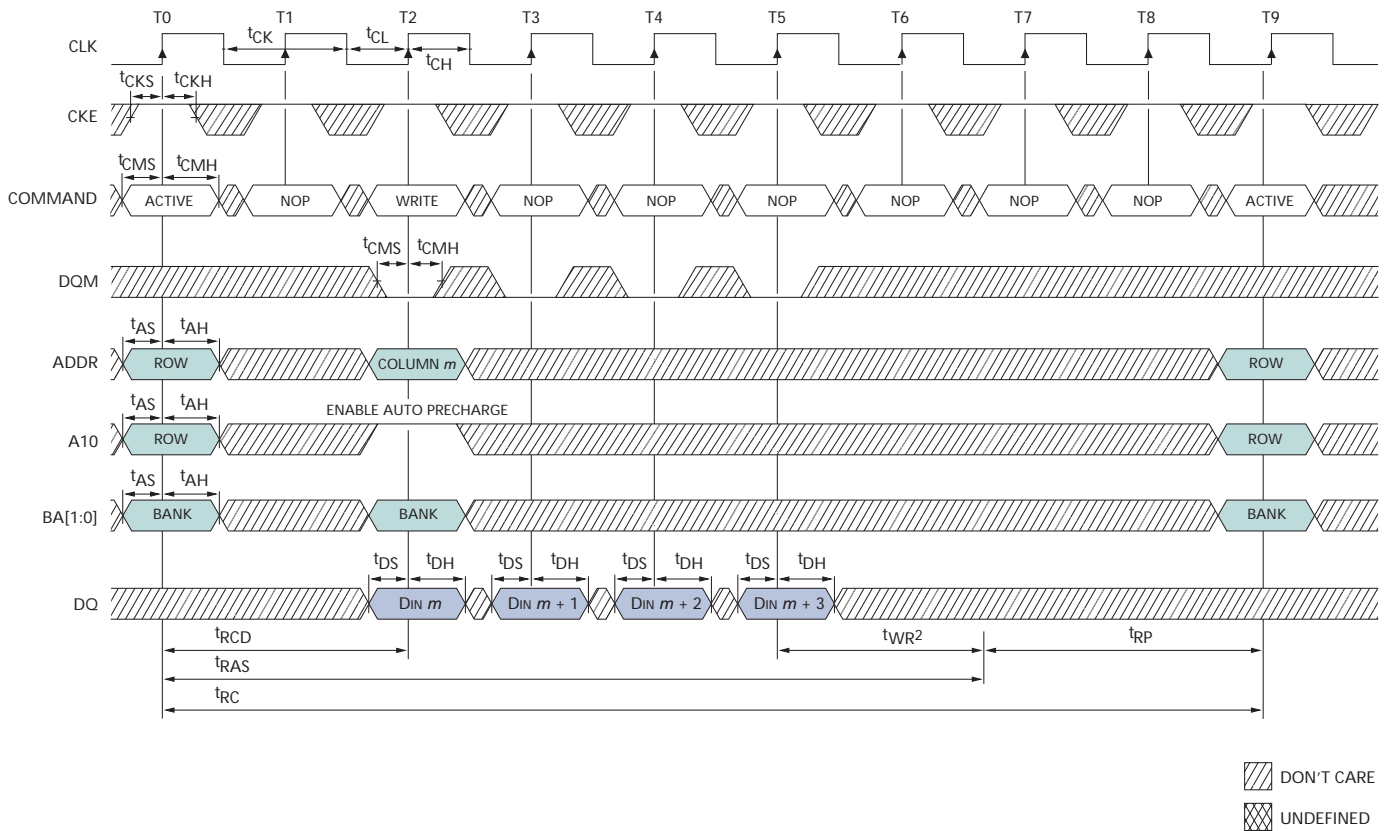 T0 T1 T2 T3 T4 T5 T6 T7 T8 T9
CLK
tCK tCL
tCH
tCKS tCKH
CKE
tCMS tCMH
COMMAND ACTIVE NOP WRITE NOP NOP NOP NOP NOP NOP ACTIVE
tCMS tCMH
DQM
tAS tAH
ADDR ROW COLUMN m ROW
tAS tAH ENABLE AUTO PRECHARGE
A10 ROW ROW
tAS tAH
BA[1:0] BANK BANK BANK
tDS tDH tDS tDH tDS tDH tDS tDH
DQ DIN m DIN m + 1 DIN m + 2 DIN m + 3
tRCD tWR2 tRP
tRAS
tRC
DON'T CARE
UNDEFINED